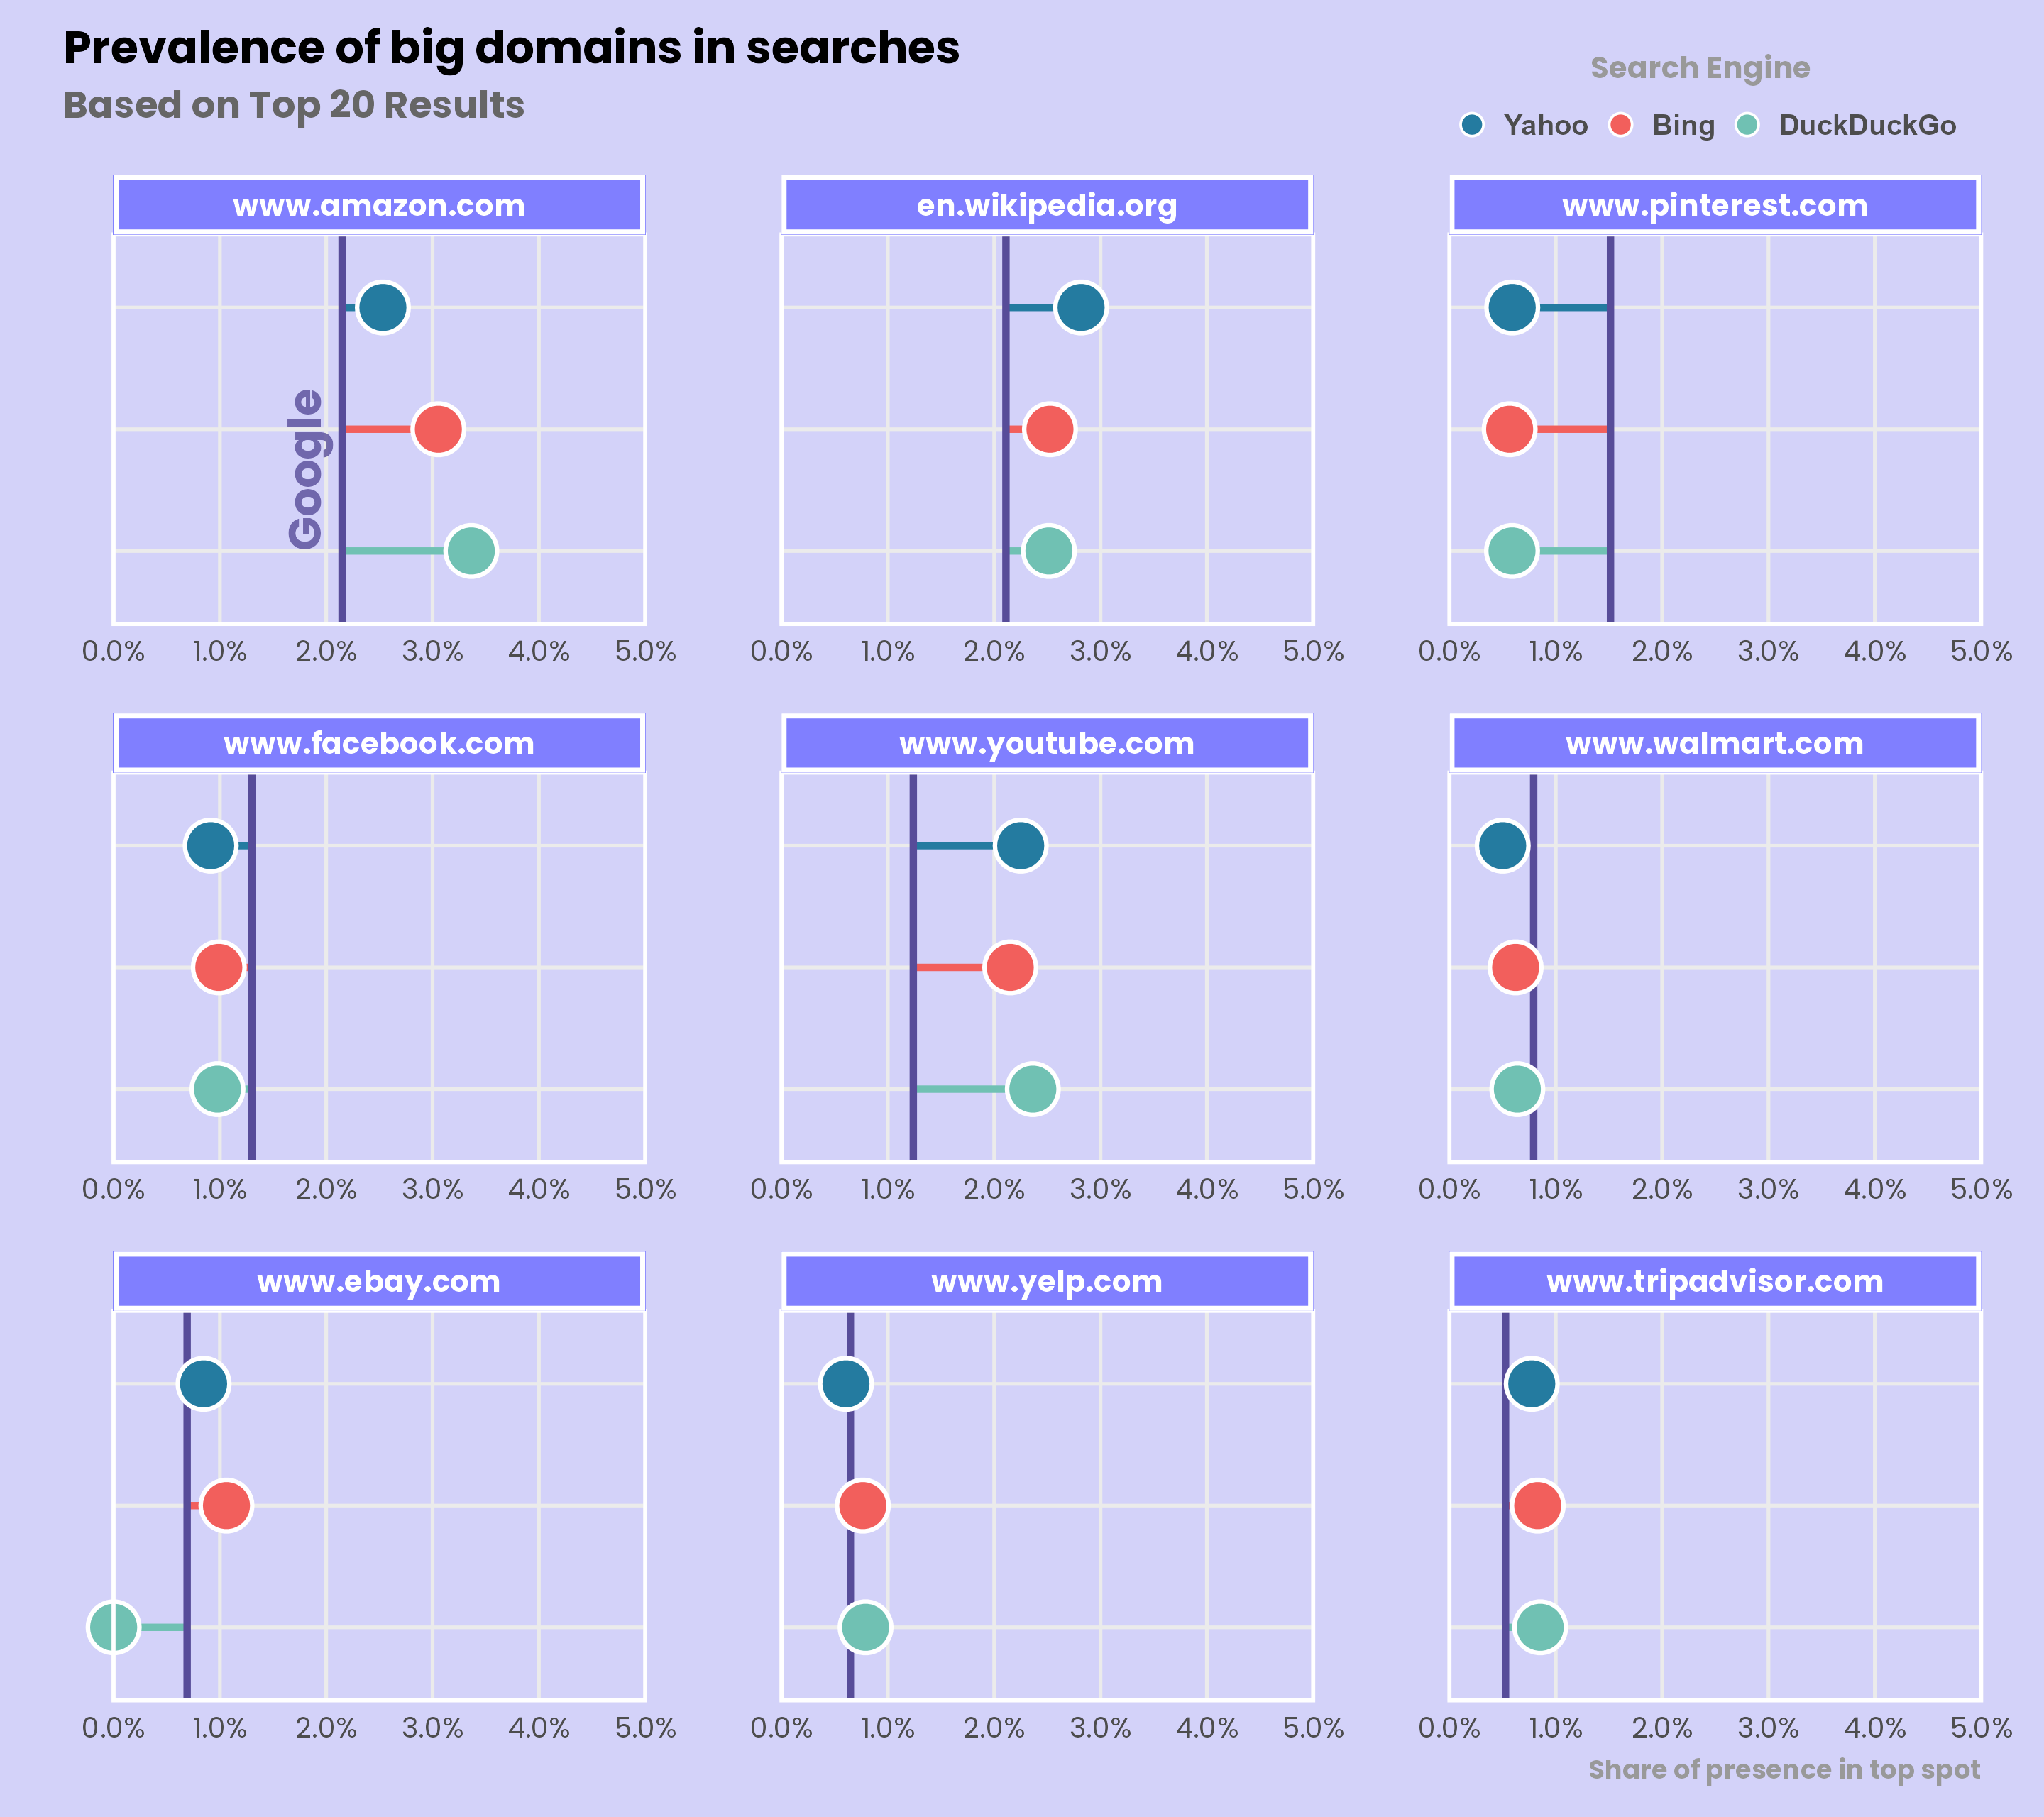 Prevalence of big domains in searches
Based on Top 20 Results
Search Engine
Yahoo Bing DuckDuckGo
www.amazon.com en.wikipedia.org www.pinterest.com
Google
0.0% 1.0% 2.0% 3.0% 4.0% 5.0% 0.0% 1.0% 2.0% 3.0% 4.0% 5.0% 0.0% 1.0% 2.0% 3.0% 4.0% 5.0%
www.facebook.com www.youtube.com www.walmart.com
0.0% 1.0% 2.0% 3.0% 4.0% 5.0% 0.0% 1.0% 2.0% 3.0% 4.0% 5.0% 0.0% 1.0% 2.0% 3.0% 4.0% 5.0%
www.ebay.com www.yelp.com www.tripadvisor.com
0.0% 1.0% 2.0% 3.0% 4.0% 5.0% 0.0% 1.0% 2.0% 3.0% 4.0% 5.0% 0.0% 1.0% 2.0% 3.0% 4.0% 5.0%
Share of presence in top spot